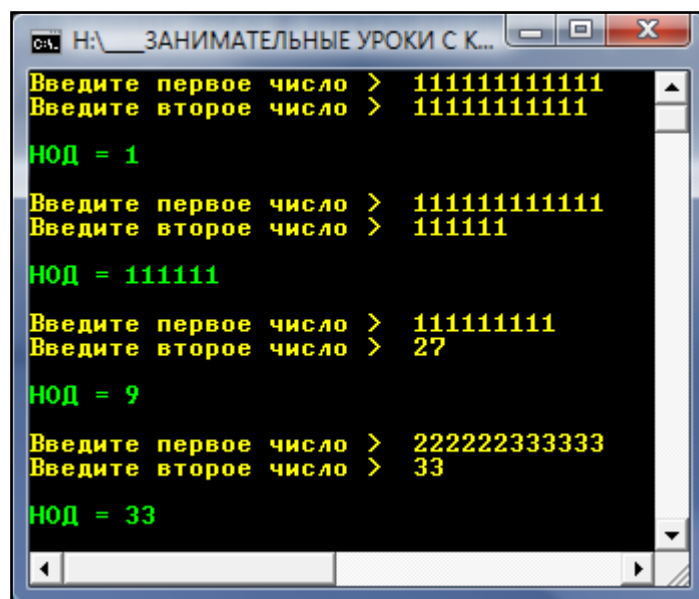 C:\. H:\___ЗАНИМАТЕЛЬНЫЕ УРОКИ С К...
Введите первое число >  111111111111
Введите второе число >  11111111111
НОД = 1
Введите первое число >  111111111111
Введите второе число >  111111
НОД = 111111
Введите первое число >  111111111
Введите второе число >  27
НОД = 9
Введите первое число >  222222333333
Введите второе число >  33
НОД = 33